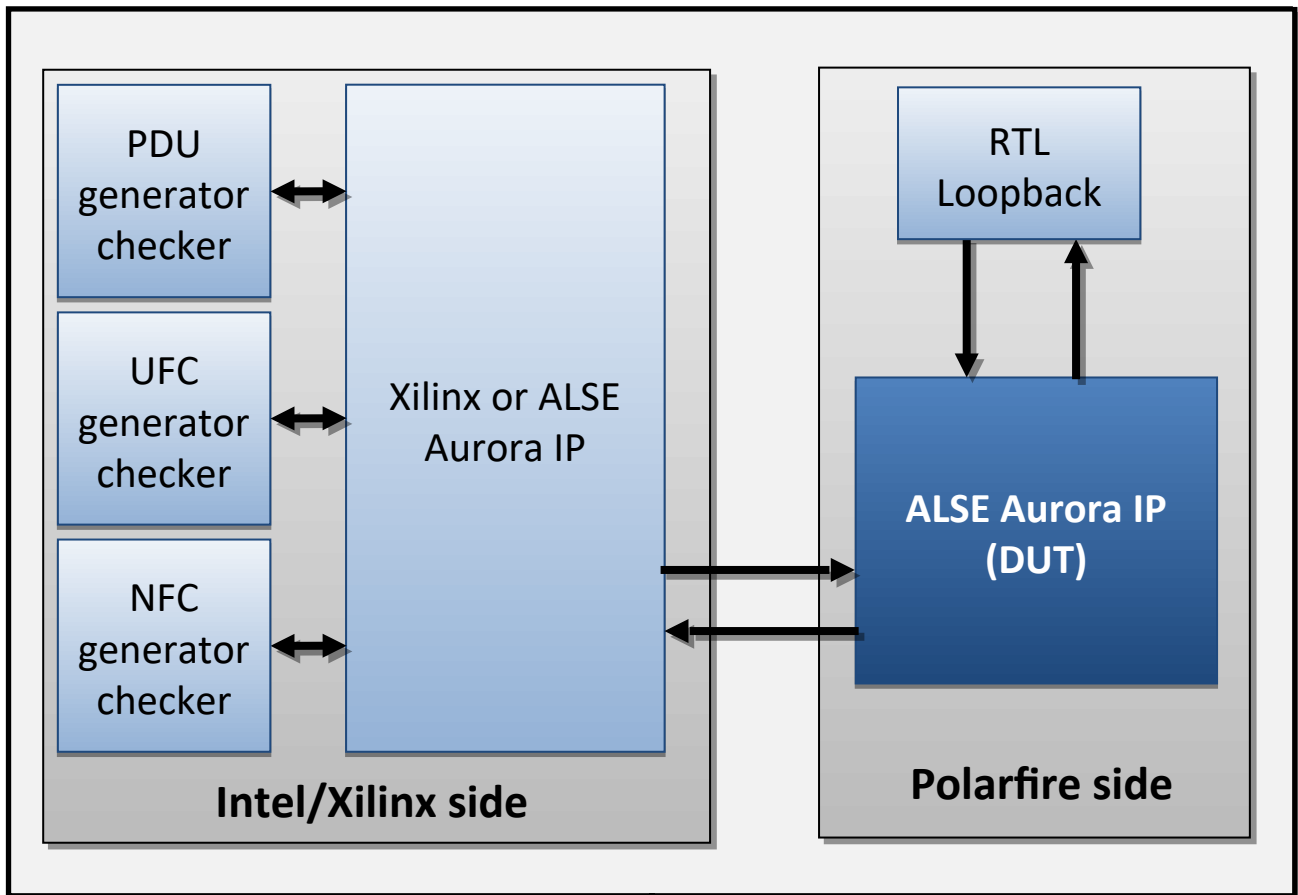 PDU
generator
checker
UFC
generator
checker
NFC
generator
checker
Xilinx or ALSE
Aurora IP
Intel/Xilinx side
RTL
Loopback
ALSE Aurora IP
(DUT)
Polarfire side